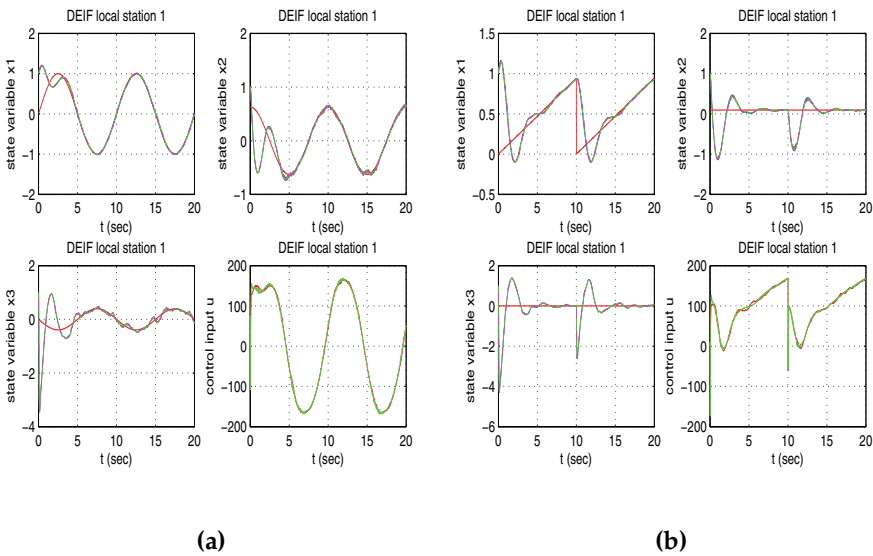 DEIF local station 1
state variable x1
2
1
0
−1
−2
0 5 10 15 20
t (sec)
DEIF local station 1
state variable x2
2
1
0
1
0 5 10 15 20
t (sec)
DEIF local station 1
state variable x3
2
0
−2
4
0 5 10 15 20
t (sec)
DEIF local station 1
control input u
200
100
0
−100
−200
0 5 10 15 20
t (sec)
(a)
DEIF local station 1
state variable x1
1.5
1
0.5
0
0.5
0 5 10 15 20
t (sec)
DEIF local station 1
state variable x2
2
1
0
−1
−2
0 5 10 15 20
t (sec)
DEIF local station 1
state variable x3
2
0
−2
−4
−6
0 5 10 15 20
t (sec)
DEIF local station 1
control input u
200
100
0
−100
−200
0 5 10 15 20
t (sec)
(b)